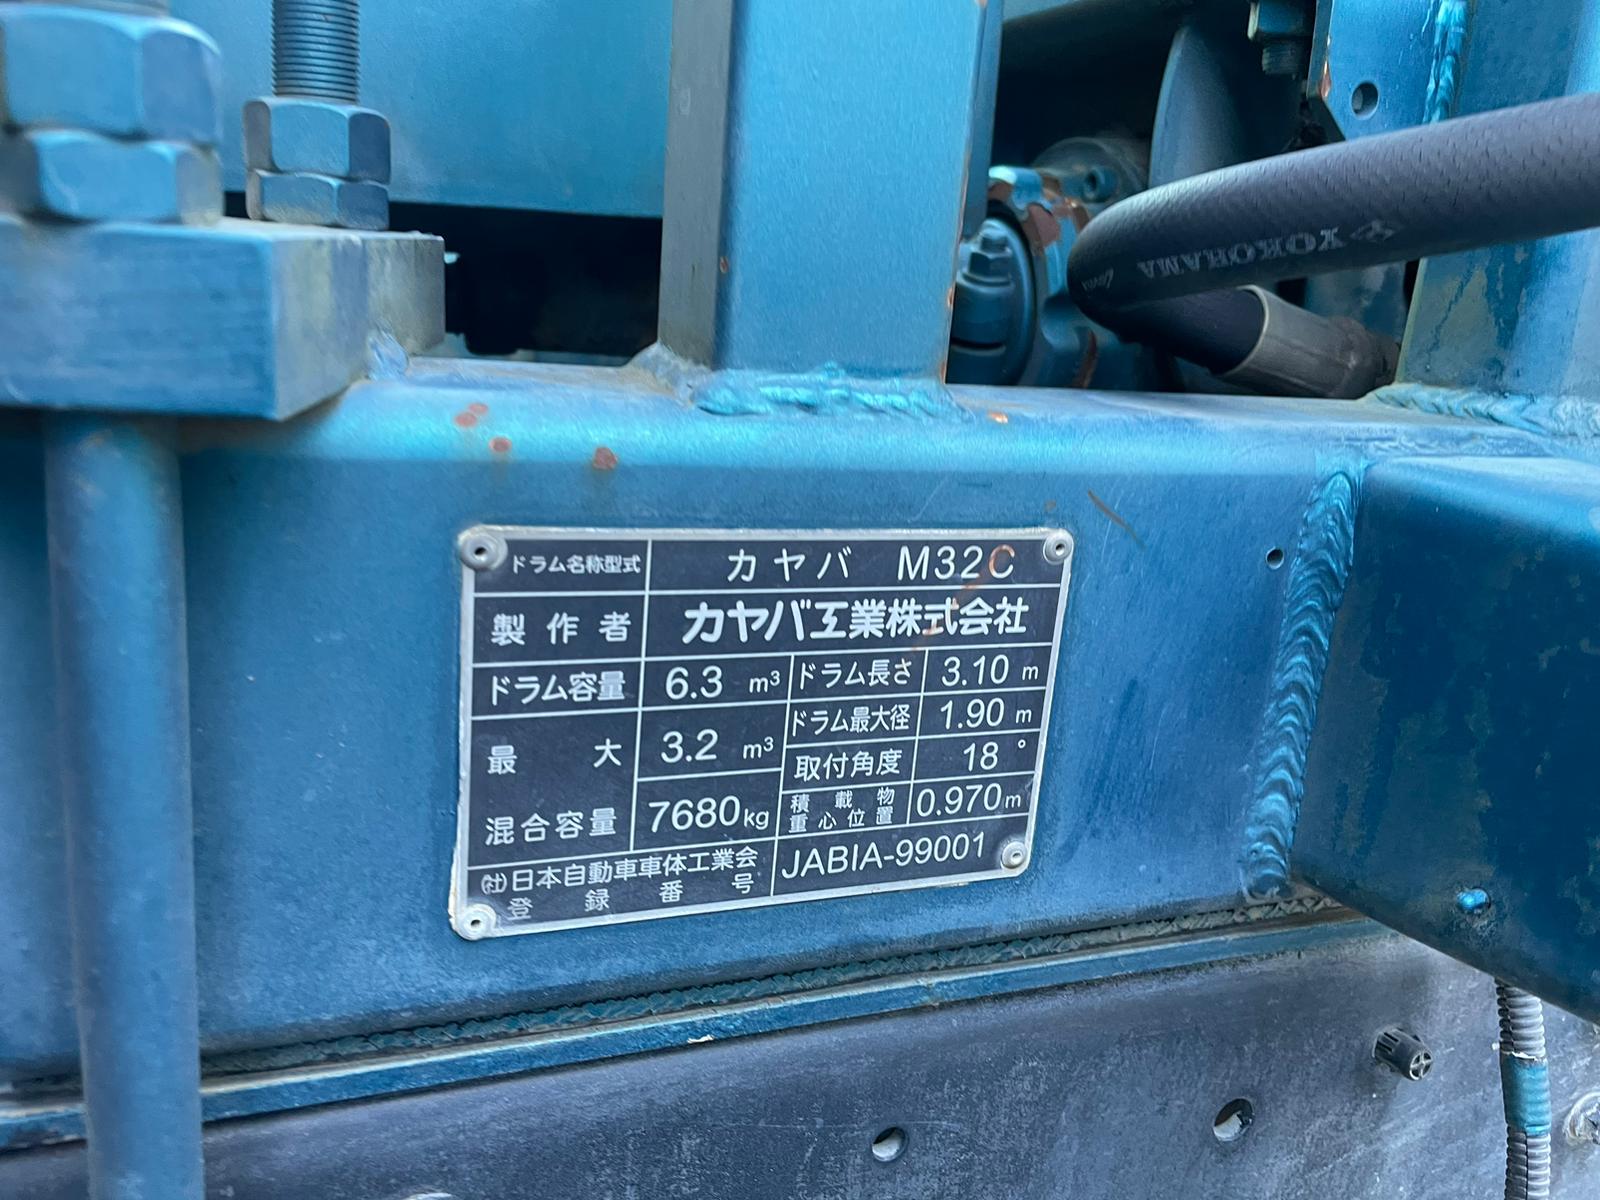 YOKOHAMA
ドラム名称型式 カヤバ M32C
製作者 カヤバ工業株式会社
ドラム容量 6.3 m³ ドラム長さ 3.10 m
ドラム最大径 1.90 m
最大混合容量 3.2 m³ 7680kg
取付角度 18°
積載物重心位置 0.970m
(社)日本自動車車体工業会
登録番号 JABIA-99001